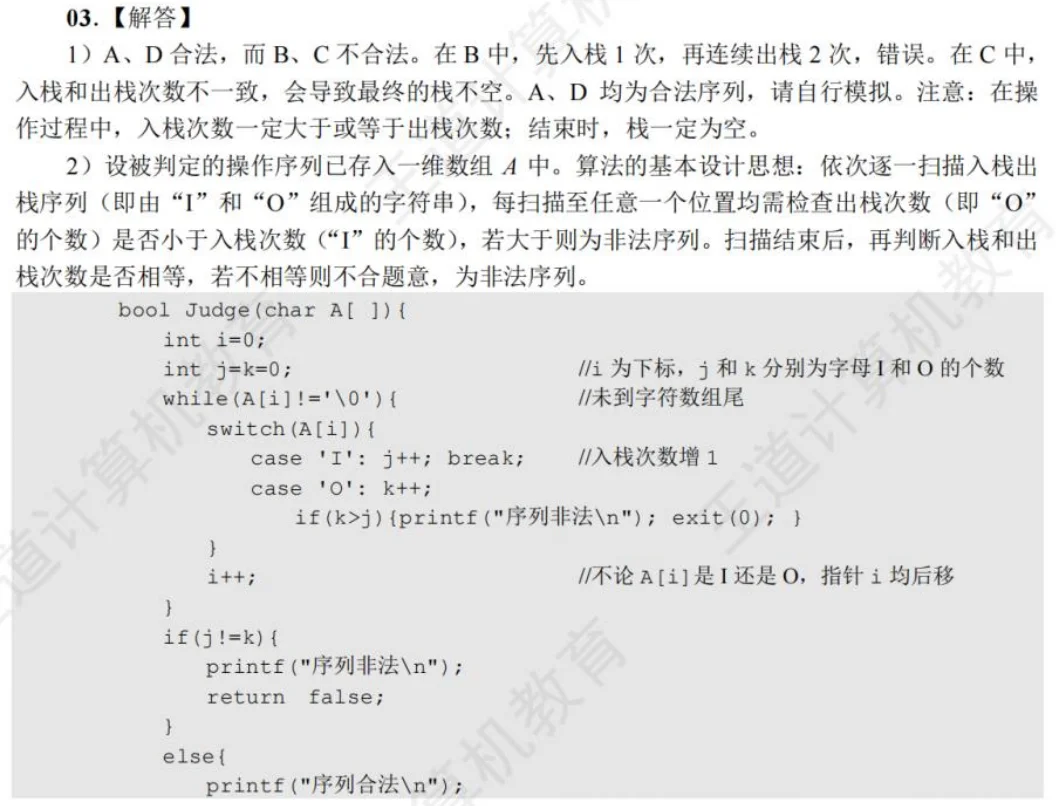 03.【解答】
1）A、D 合法，而 B、C 不合法。在 B 中，先入栈 1 次，再连续出栈 2 次，错误。在 C 中，
入栈和出栈次数不一致，会导致最终的栈不空。A、D 均为合法序列，请自行模拟。注意：在操
作过程中，入栈次数一定大于或等于出栈次数；结束时，栈一定为空。
2）设被判定的操作序列已存入一维数组 A 中。算法的基本设计思想：依次逐一扫描入栈出
栈序列（即由“I”和“O”组成的字符串），每扫描至任意一个位置均需检查出栈次数（即“O”
的个数）是否小于入栈次数（“I”的个数），若大于则为非法序列。扫描结束后，再判断入栈和出
栈次数是否相等，若不相等则不合题意，为非法序列。
bool Judge(char A[ ]){
int i=0;
int j=k=0; //i 为下标，j 和 k 分别为字母 I 和 O 的个数
while(A[i]!='\0'){ //未到字符数组尾
switch(A[i]){
case 'I': j++; break; //入栈次数增 1
case 'O': k++;
if(k>j){printf("序列非法\n"); exit(0); }
}
i++; //不论 A[i]是 I 还是 O，指针 i 均后移
}
if(j!=k){
printf("序列非法\n");
return false;
}
else{
printf("序列合法\n");